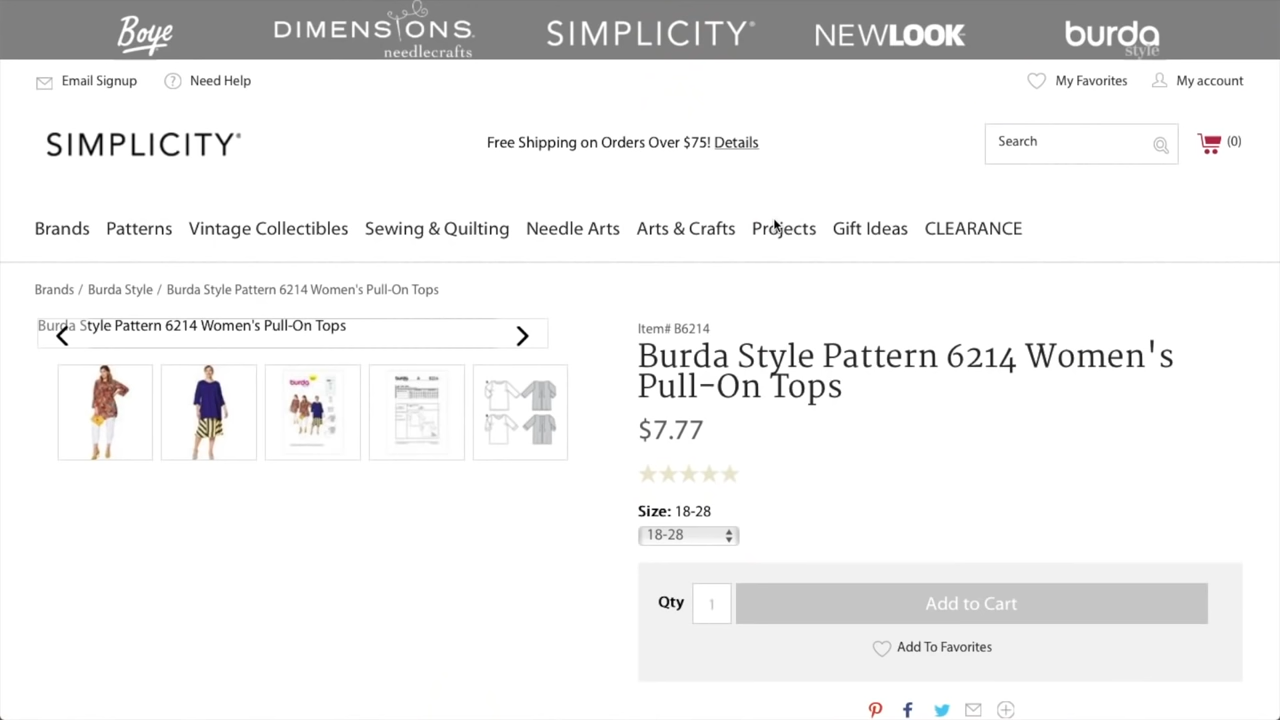 Boye
DIMENSIONS®
needlecrafts
SIMPLICITY®
NEWLOOK
burda
style
Email Signup
Need Help
My Favorites
My account
SIMPLICITY®
Free Shipping on Orders Over $75! Details
Search
(0)
Brands Patterns Vintage Collectibles Sewing & Quilting Needle Arts Arts & Crafts Projects Gift Ideas CLEARANCE
Brands / Burda Style / Burda Style Pattern 6214 Women's Pull-On Tops
Burda Style Pattern 6214 Women's Pull-On Tops
burda
Item# B6214
Burda Style Pattern 6214 Women's
Pull-On Tops
$7.77
Size: 18-28
18-28
Qty 1 Add to Cart
Add To Favorites